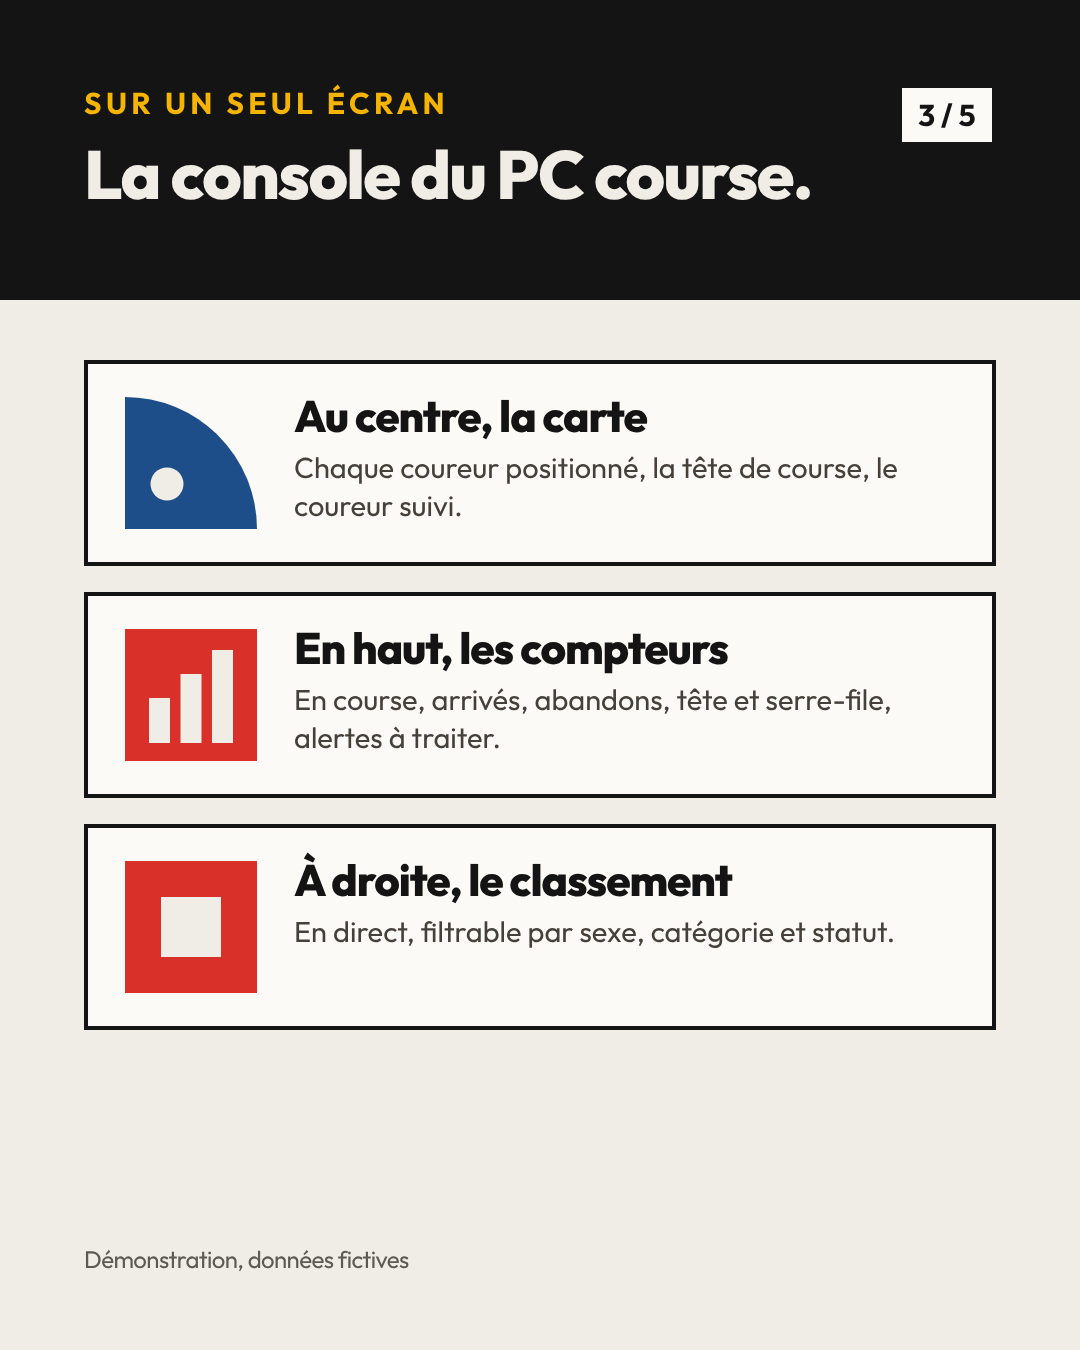 SUR UN SEUL ÉCRAN
3 / 5
La console du PC course.
Au centre, la carte
Chaque coureur positionné, la tête de course, le
coureur suivi.
En haut, les compteurs
En course, arrivés, abandons, tête et serre-file,
alertes à traiter.
À droite, le classement
En direct, filtrable par sexe, catégorie et statut.
Démonstration, données fictives